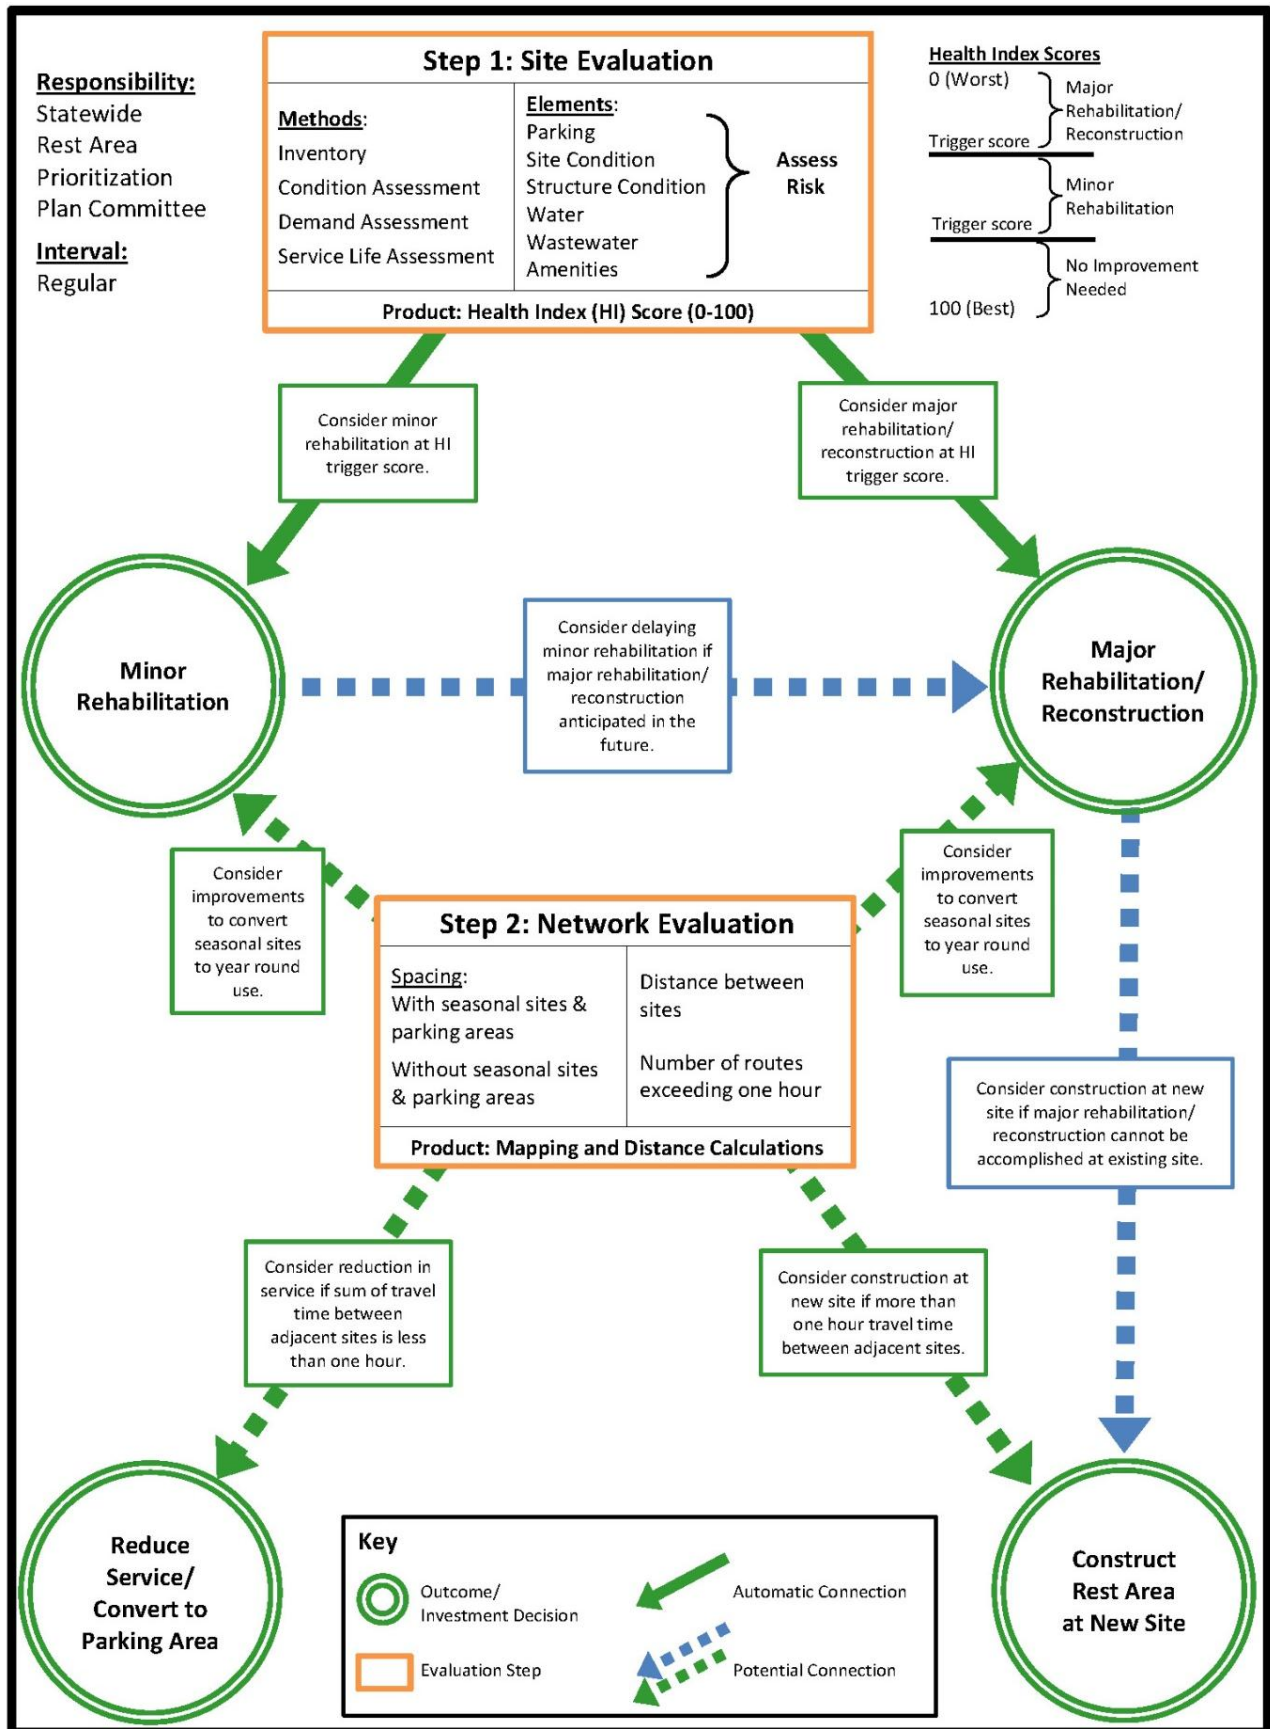 Responsibility:
Statewide
Rest Area
Prioritization
Plan Committee
Interval:
Regular
Step 1: Site Evaluation
Methods:
Inventory
Condition Assessment
Demand Assessment
Service Life Assessment
Elements:
Parking
Site Condition
Structure Condition
Water
Wastewater
Amenities
Assess
Risk
Product: Health Index (HI) Score (0-100)
Health Index Scores
0 (Worst)
Major
Rehabilitation/
Reconstruction
Trigger score
Minor
Rehabilitation
Trigger score
No Improvement
Needed
100 (Best)
Consider minor
rehabilitation at HI
trigger score.
Consider major
rehabilitation/
reconstruction at HI
trigger score.
Minor
Rehabilitation
Consider delaying
minor rehabilitation if
major rehabilitation/
reconstruction
anticipated in the
future.
Major
Rehabilitation/
Reconstruction
Consider
improvements
to convert
seasonal sites
to year round
use.
Consider
improvements
to convert
seasonal sites
to year round
use.
Step 2: Network Evaluation
Spacing:
With seasonal sites &
parking areas
Without seasonal sites
& parking areas
Distance between
sites
Number of routes
exceeding one hour
Product: Mapping and Distance Calculations
Consider construction at new
site if major rehabilitation/
reconstruction cannot be
accomplished at existing site.
Consider reduction in
service if sum of travel
time between
adjacent sites is less
than one hour.
Consider construction at
new site if more than
one hour travel time
between adjacent sites.
Reduce
Service/
Convert to
Parking Area
Key
Outcome/
Investment Decision
Automatic Connection
Evaluation Step
Potential Connection
Construct
Rest Area
at New Site